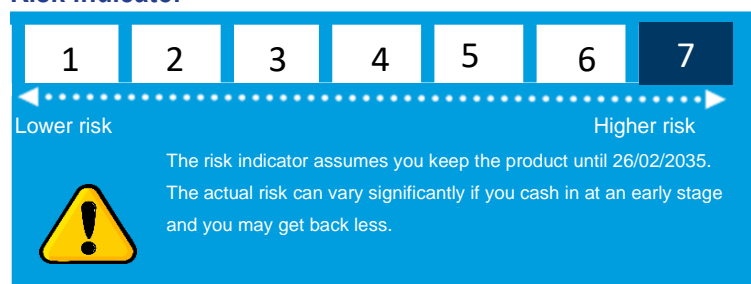 Risk Indicator
1 2 3 4 5 6 7
Lower risk Higher risk
The risk indicator assumes you keep the product until 26/02/2035.
The actual risk can vary significantly if you cash in at an early stage
and you may get back less.